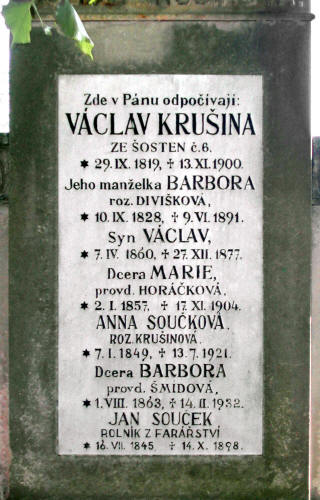 Zde v Pánu odpočívají:
VÁCLAV KRUŠINA
ZE ŠOSTEN č.6.
✶ 29. IX. 1819, ✝ 13. XI. 1900.
Jeho manželka BARBORA
roz. DIVIŠKOVÁ,
✶ 10. IX. 1828, ✝ 9. VI. 1891.
Syn VÁCLAV,
✶ 7. IV. 1860, ✝ 27. XII. 1877.
Dcera MARIE,
provd. HORÁČKOVÁ,
✶ 2. I. 1857, ✝ 17. XI. 1904.
ANNA SOUČKOVÁ.
ROZ. KRUŠINOVÁ.
✶ 7. I. 1849, ✝ 13. 7. 1921.
Dcera BARBORA
provd. ŠMIDOVÁ,
✶ 1. VIII. 1863, ✝ 14. II. 1932.
JAN SOUČEK
ROLNÍK Z FARÁŘSTVÍ
✶ 16. VII. 1845 ✝ 14. X. 1898.